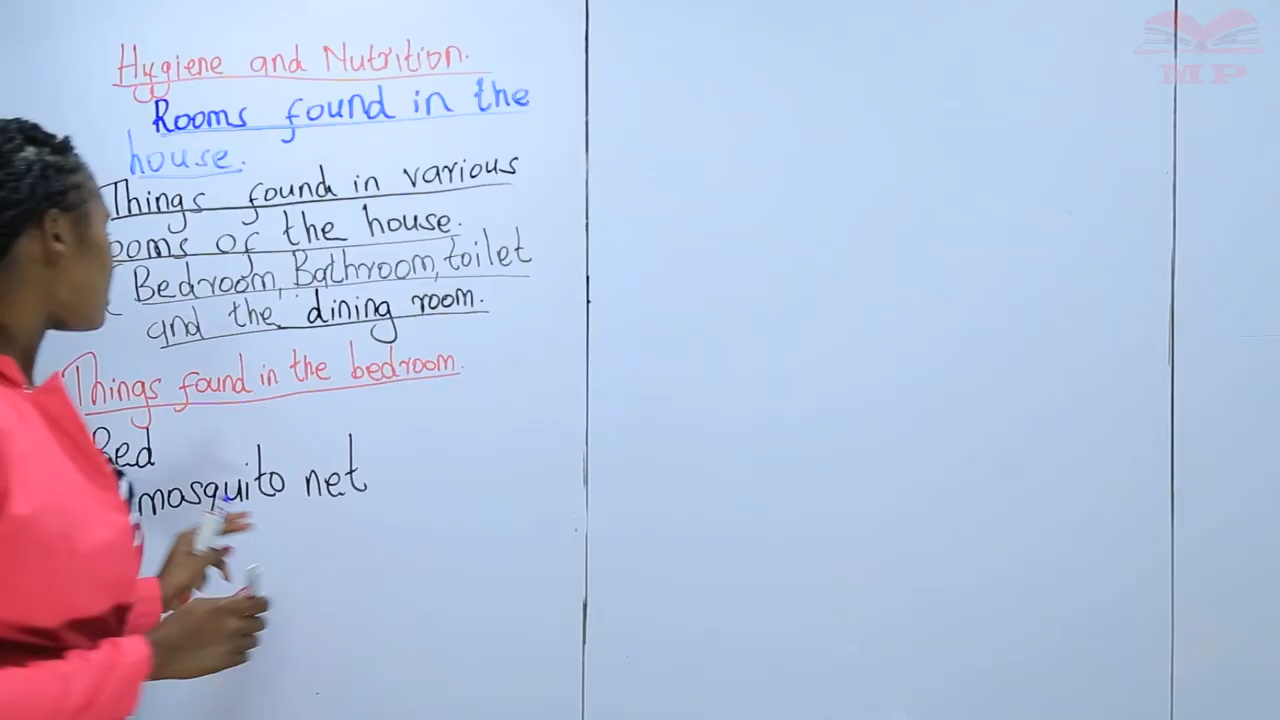 Hygiene and Nutrition.
Rooms found in the
house.
Things found in various
ooms of the house.
( Bedroom, Bathroom, toilet
and the dining room.
Things found in the bedroom.
Bed
mosquito net
MP